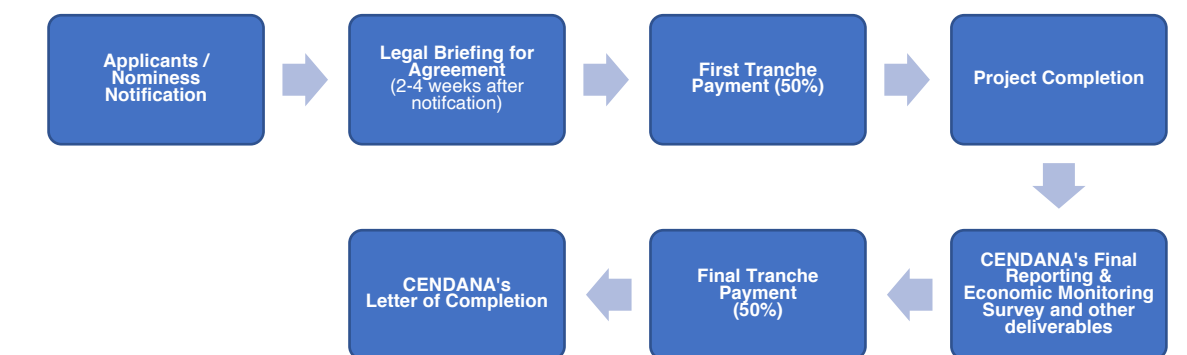 Applicants /
Nominess
Notification
Legal Briefing for
Agreement
(2-4 weeks after
notifcation)
First Tranche
Payment (50%)
Project Completion
CENDANA's Final
Reporting &
Economic Monitoring
Survey and other
deliverables
Final Tranche
Payment
(50%)
CENDANA's
Letter of Completion